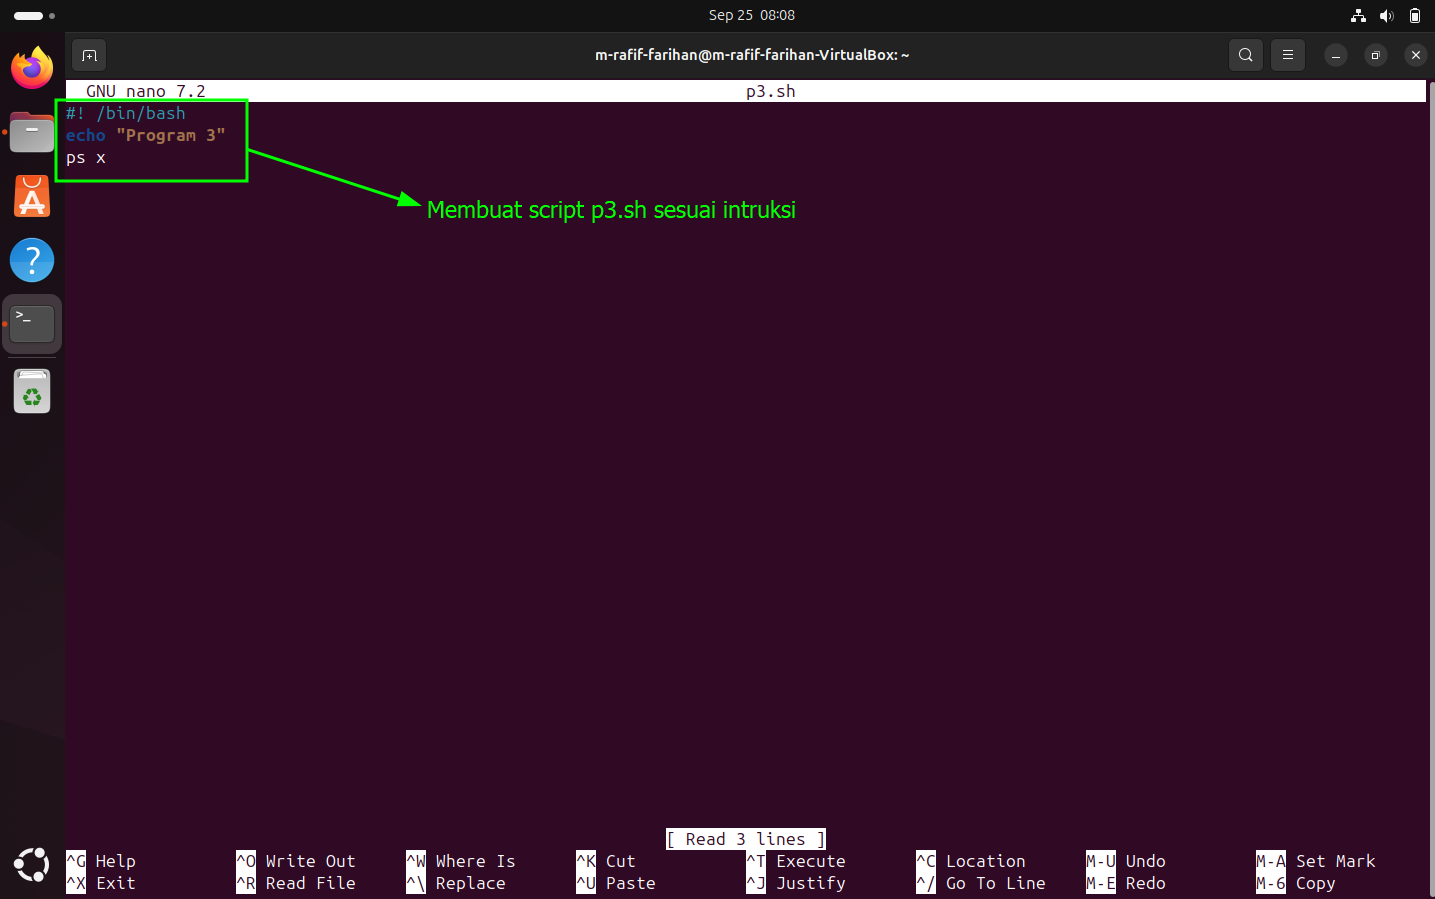 Sep 25 08:08
m-rafif-farihan@m-rafif-farihan-VirtualBox: ~
GNU nano 7.2 p3.sh
#! /bin/bash
echo "Program 3"
ps x
Membuat script p3.sh sesuai intruksi
[ Read 3 lines ]
^G Help ^O Write Out ^W Where Is ^K Cut ^T Execute ^C Location M-U Undo M-A Set Mark
^X Exit ^R Read File ^\ Replace ^U Paste ^J Justify ^/ Go To Line M-E Redo M-6 Copy